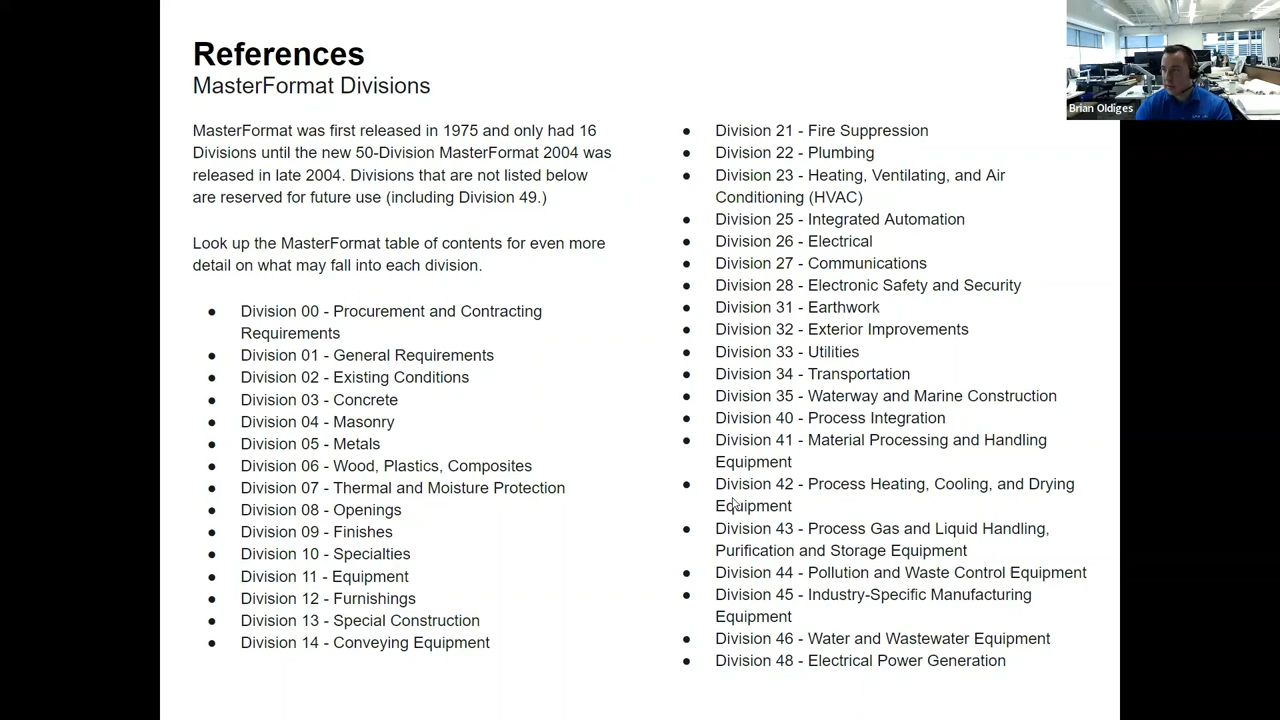 References
MasterFormat Divisions
MasterFormat was first released in 1975 and only had 16
Divisions until the new 50-Division MasterFormat 2004 was
released in late 2004. Divisions that are not listed below
are reserved for future use (including Division 49.)
Look up the MasterFormat table of contents for even more
detail on what may fall into each division.
● Division 00 - Procurement and Contracting
Requirements
● Division 01 - General Requirements
● Division 02 - Existing Conditions
● Division 03 - Concrete
● Division 04 - Masonry
● Division 05 - Metals
● Division 06 - Wood, Plastics, Composites
● Division 07 - Thermal and Moisture Protection
● Division 08 - Openings
● Division 09 - Finishes
● Division 10 - Specialties
● Division 11 - Equipment
● Division 12 - Furnishings
● Division 13 - Special Construction
● Division 14 - Conveying Equipment
● Division 21 - Fire Suppression
● Division 22 - Plumbing
● Division 23 - Heating, Ventilating, and Air
Conditioning (HVAC)
● Division 25 - Integrated Automation
● Division 26 - Electrical
● Division 27 - Communications
● Division 28 - Electronic Safety and Security
● Division 31 - Earthwork
● Division 32 - Exterior Improvements
● Division 33 - Utilities
● Division 34 - Transportation
● Division 35 - Waterway and Marine Construction
● Division 40 - Process Integration
● Division 41 - Material Processing and Handling
Equipment
● Division 42 - Process Heating, Cooling, and Drying
Equipment
● Division 43 - Process Gas and Liquid Handling,
Purification and Storage Equipment
● Division 44 - Pollution and Waste Control Equipment
● Division 45 - Industry-Specific Manufacturing
Equipment
● Division 46 - Water and Wastewater Equipment
● Division 48 - Electrical Power Generation
Brian Oldiges